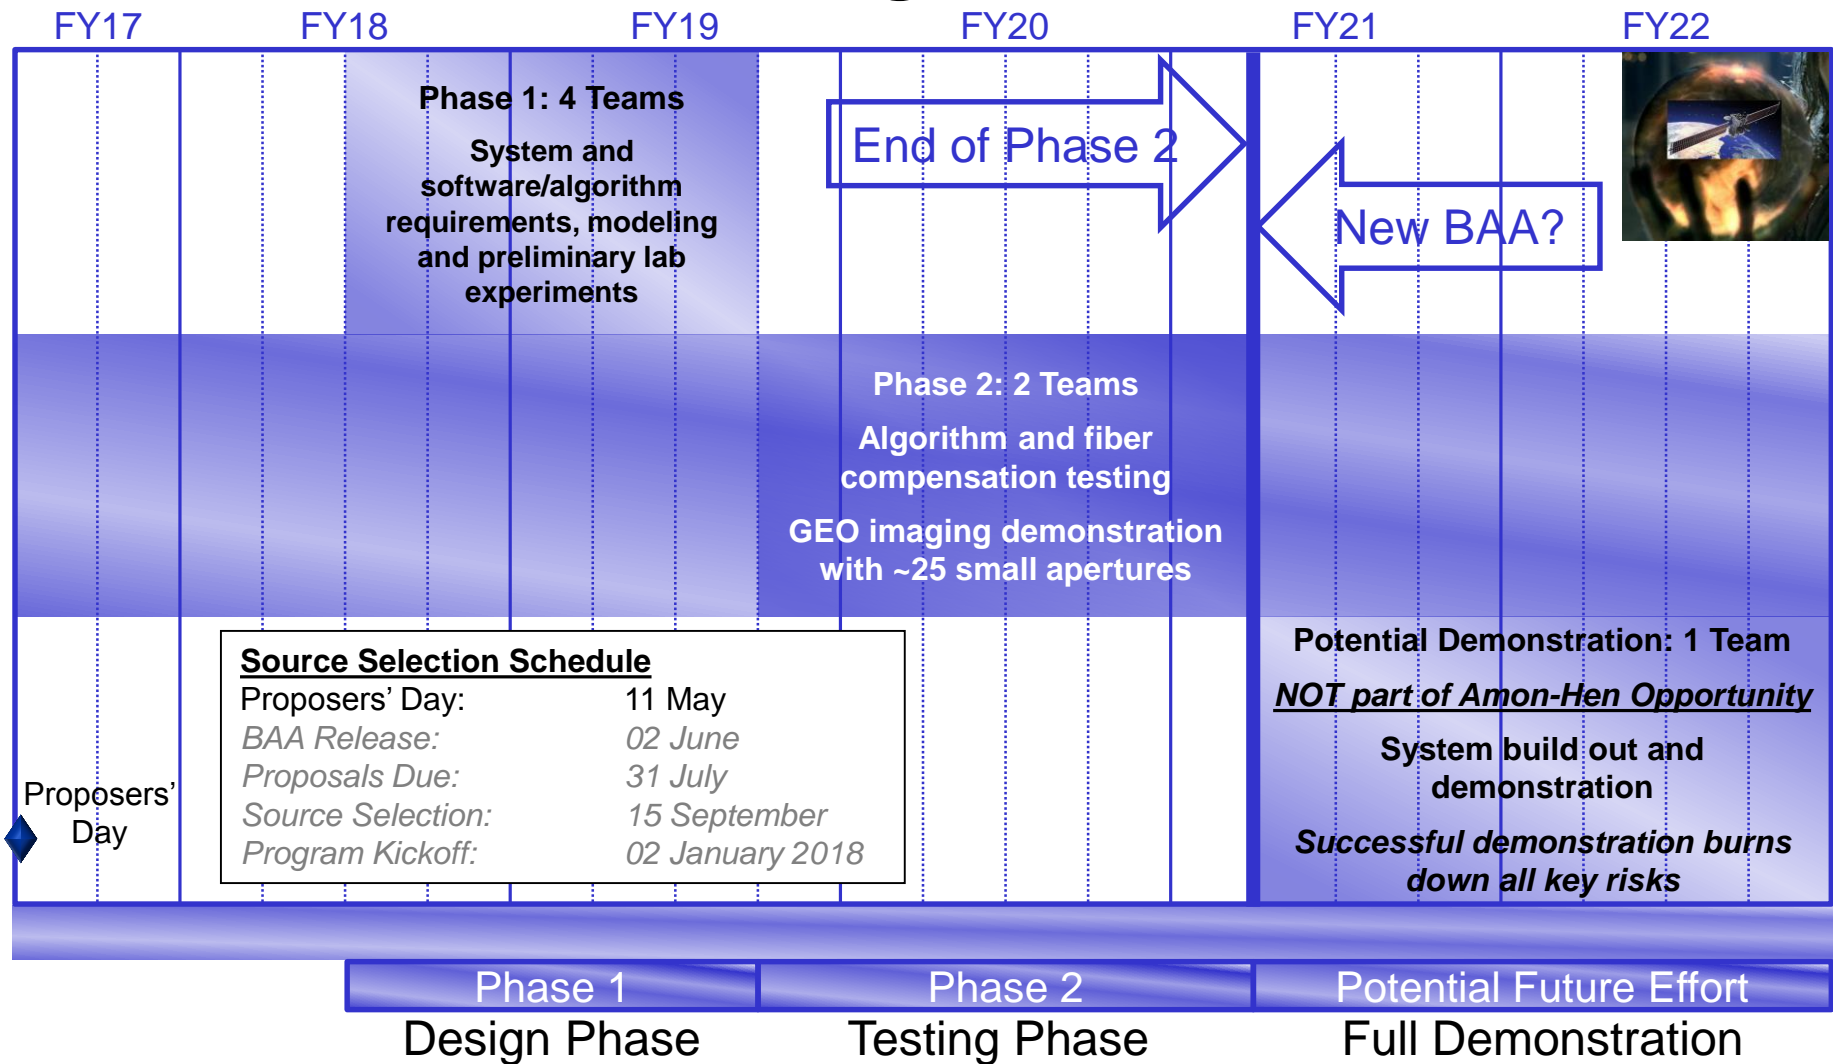 FY17 FY18 FY19 FY20 FY21 FY22
Phase 1: 4 Teams
System and
software/algorithm
requirements, modeling
and preliminary lab
experiments
End of Phase 2
New BAA?
Phase 2: 2 Teams
Algorithm and fiber
compensation testing
GEO imaging demonstration
with ~25 small apertures
Source Selection Schedule
Proposers’ Day: 11 May
BAA Release: 02 June
Proposals Due: 31 July
Source Selection: 15 September
Program Kickoff: 02 January 2018
Proposers’
Day
Potential Demonstration: 1 Team
NOT part of Amon-Hen Opportunity
System build out and
demonstration
Successful demonstration burns
down all key risks
Phase 1 Phase 2 Potential Future Effort
Design Phase Testing Phase Full Demonstration